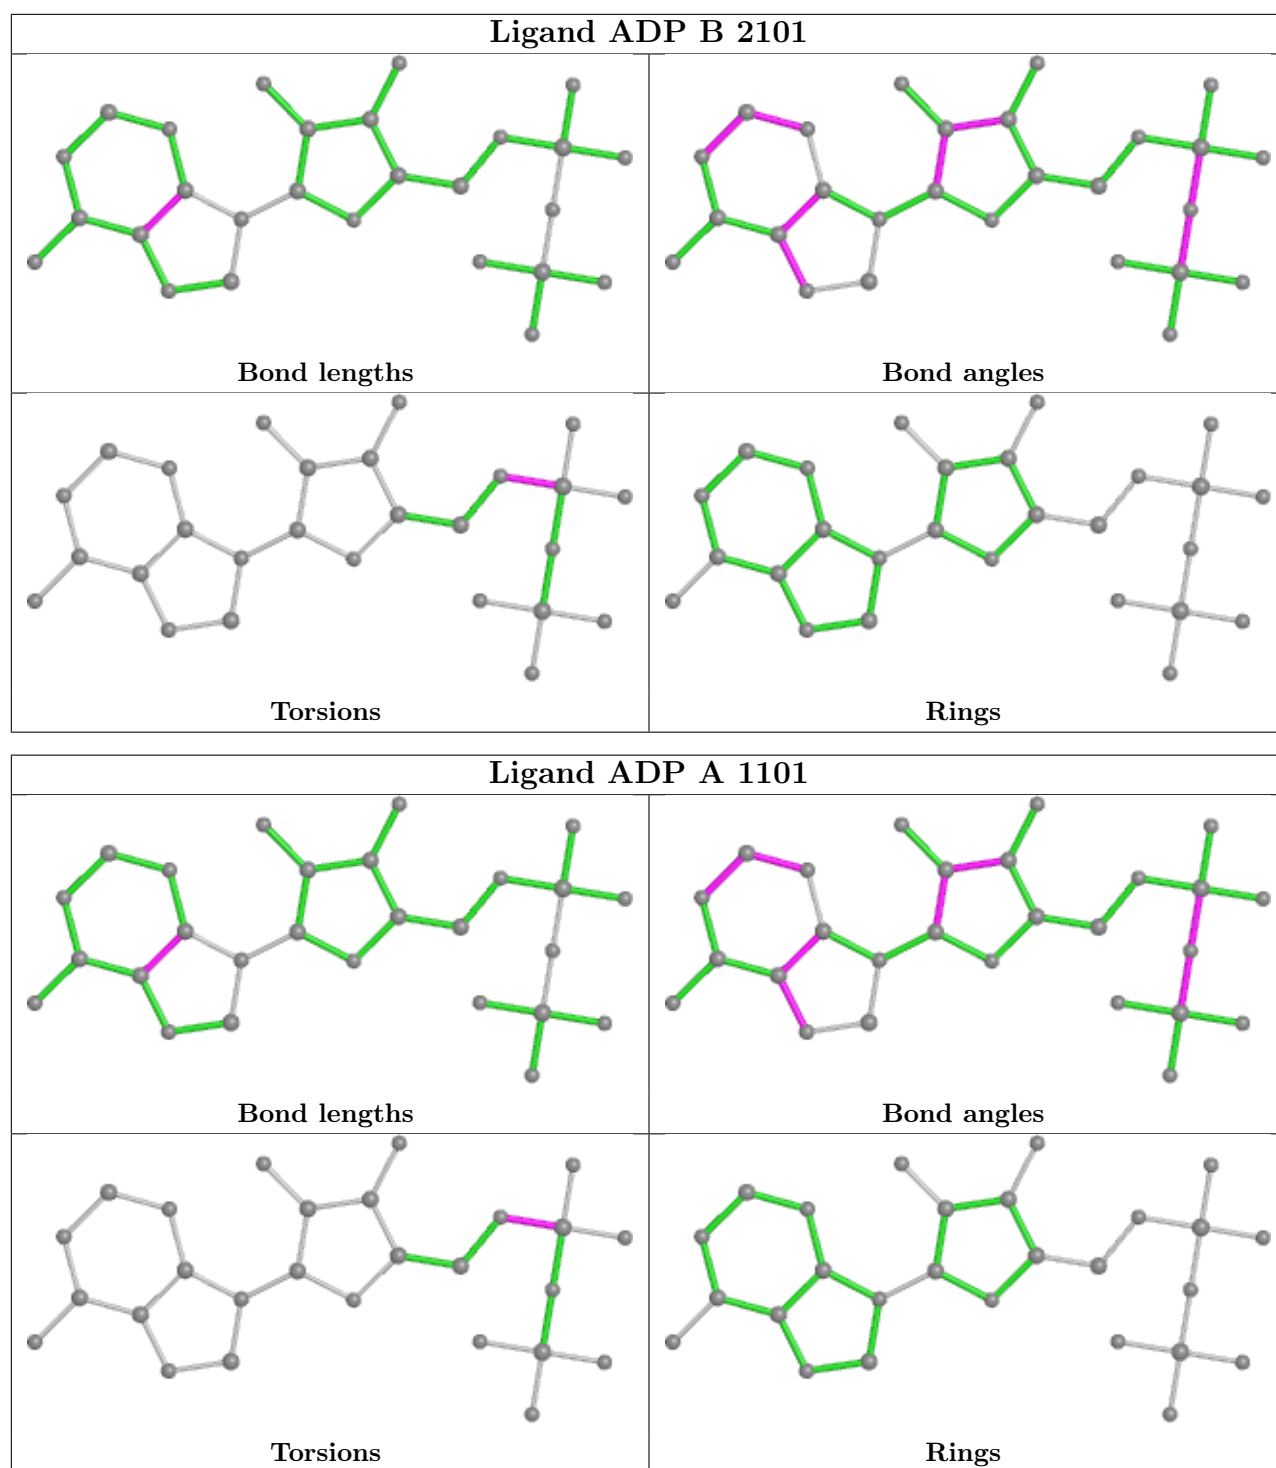 Ligand ADP B 2101
Bond lengths
Bond angles
Torsions
Rings
Ligand ADP A 1101
Bond lengths
Bond angles
Torsions
Rings